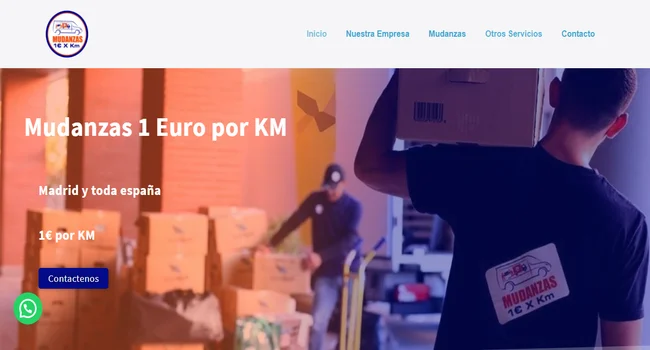 MUDANZAS
1€ X Km
Inicio
Nuestra Empresa
Mudanzas
Otros Servicios
Contacto
Mudanzas 1 Euro por KM
Madrid y toda españa
1€ por KM
Contactenos
MUDANZAS
1€ X Km